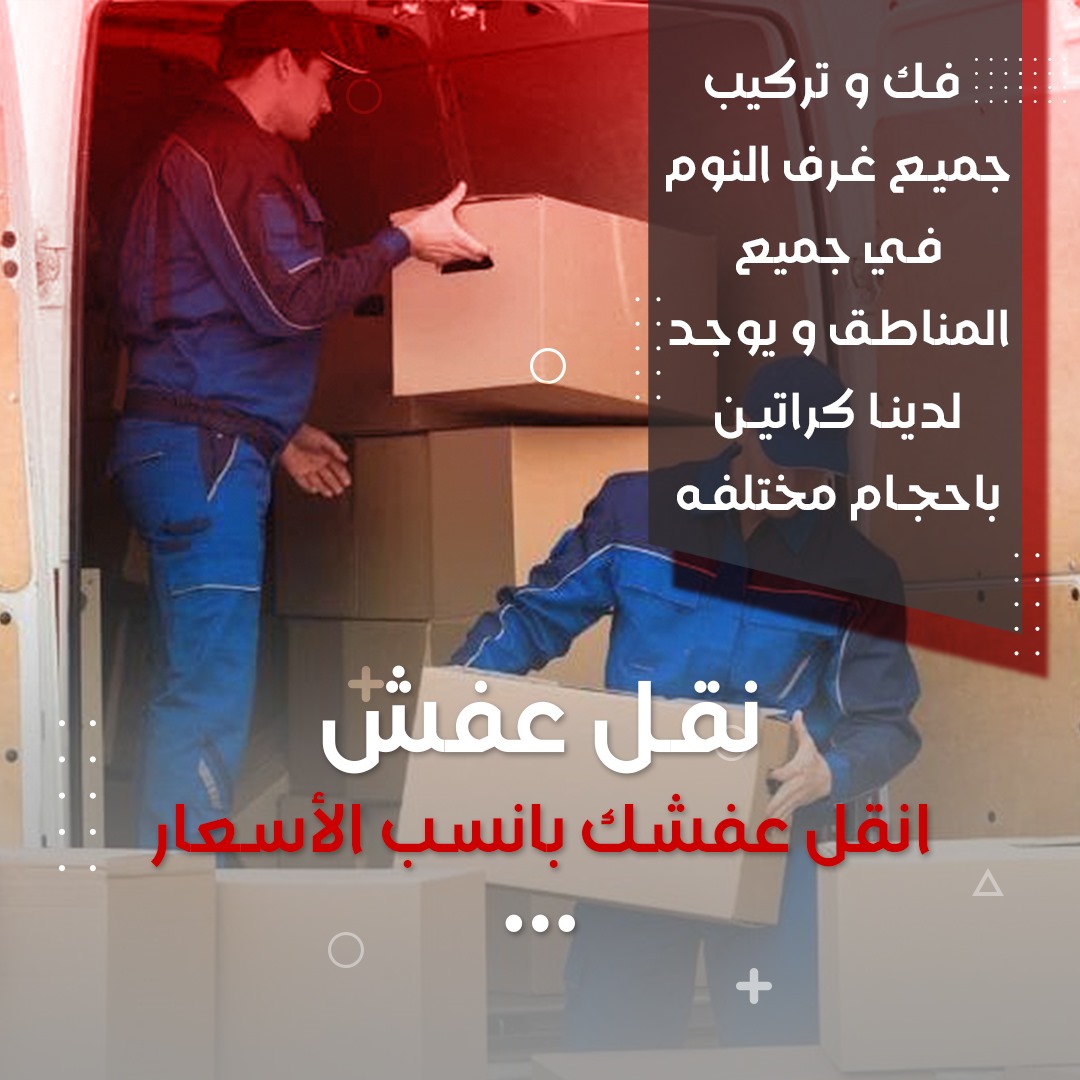 فك و تركيب
جميع غرف النوم
في جميع
المناطق و يوجد
لدينا كراتين
باحجام مختلفه
نقل عفش
انقل عفشك بانسب الأسعار
...